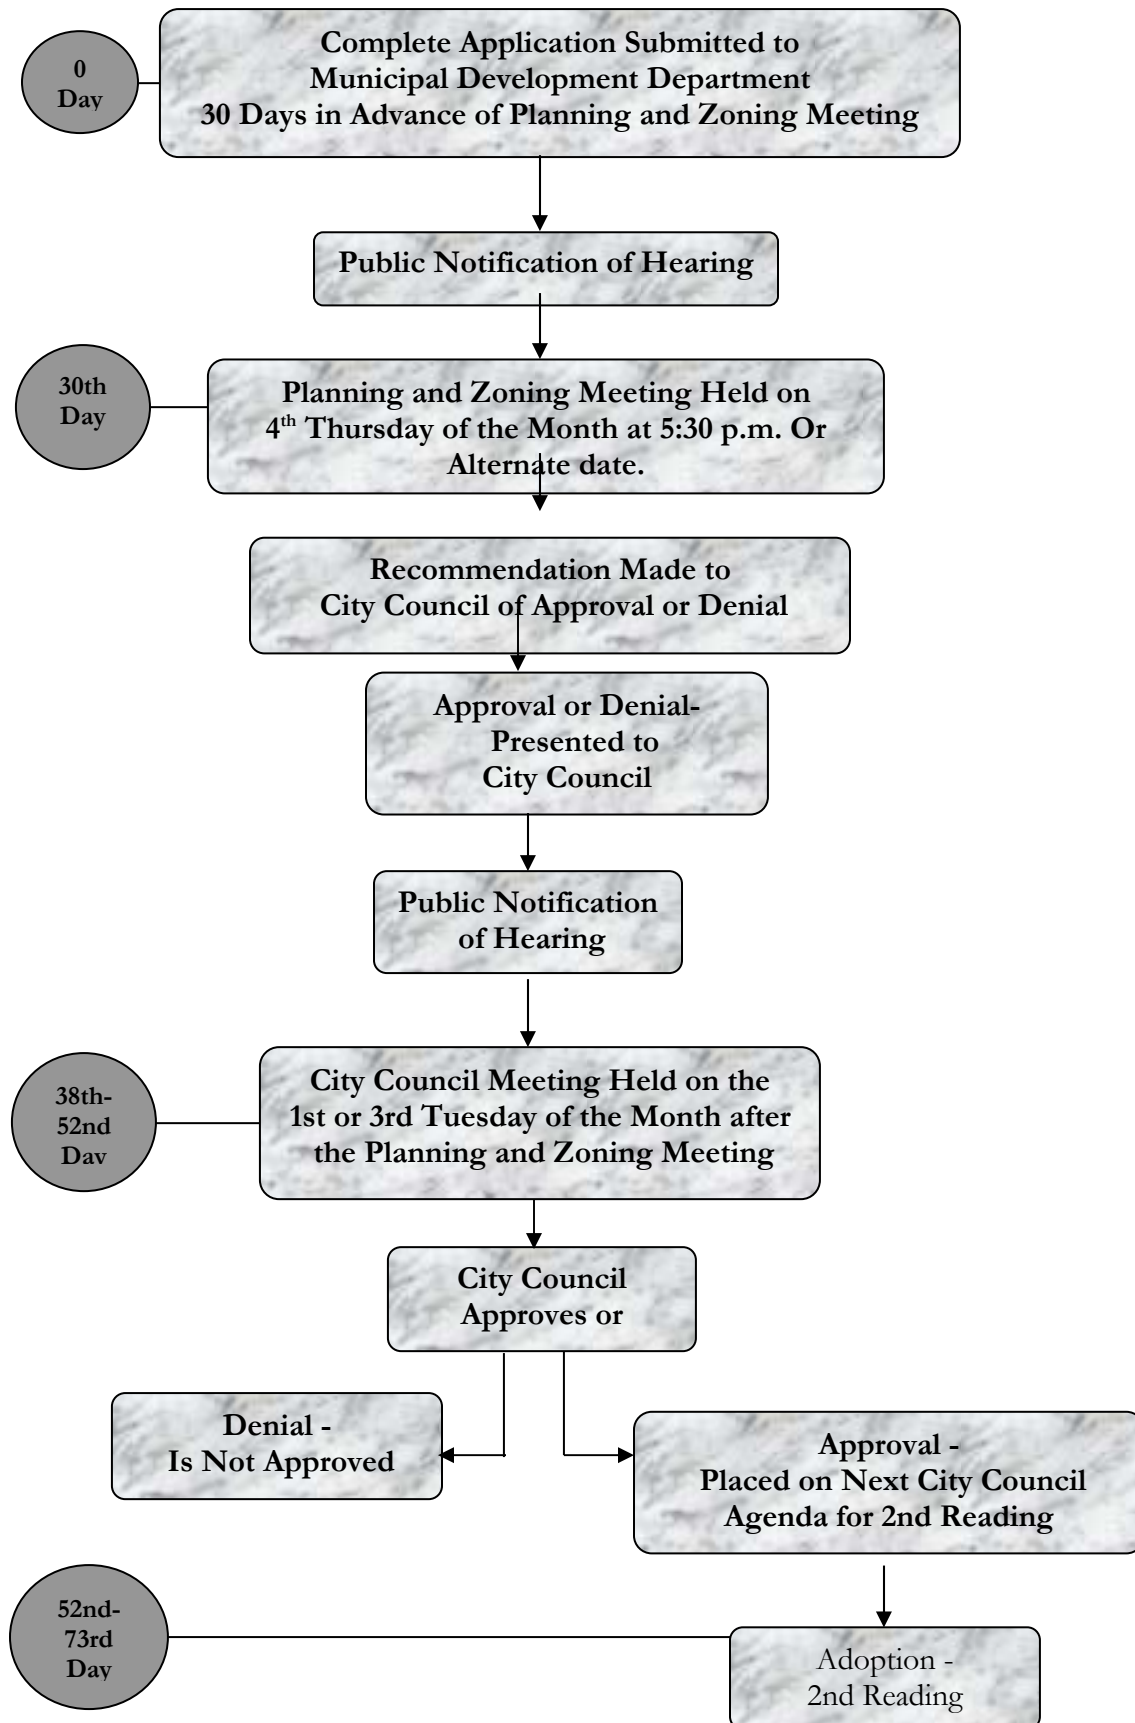 0
Day
Complete Application Submitted to
Municipal Development Department
30 Days in Advance of Planning and Zoning Meeting
Public Notification of Hearing
30th
Day
Planning and Zoning Meeting Held on
4th Thursday of the Month at 5:30 p.m. Or
Alternate date.
Recommendation Made to
City Council of Approval or Denial
Approval or Denial-
Presented to
City Council
Public Notification
of Hearing
38th-
52nd
Day
City Council Meeting Held on the
1st or 3rd Tuesday of the Month after
the Planning and Zoning Meeting
City Council
Approves or
Denial -
Is Not Approved
Approval -
Placed on Next City Council
Agenda for 2nd Reading
52nd-
73rd
Day
Adoption -
2nd Reading